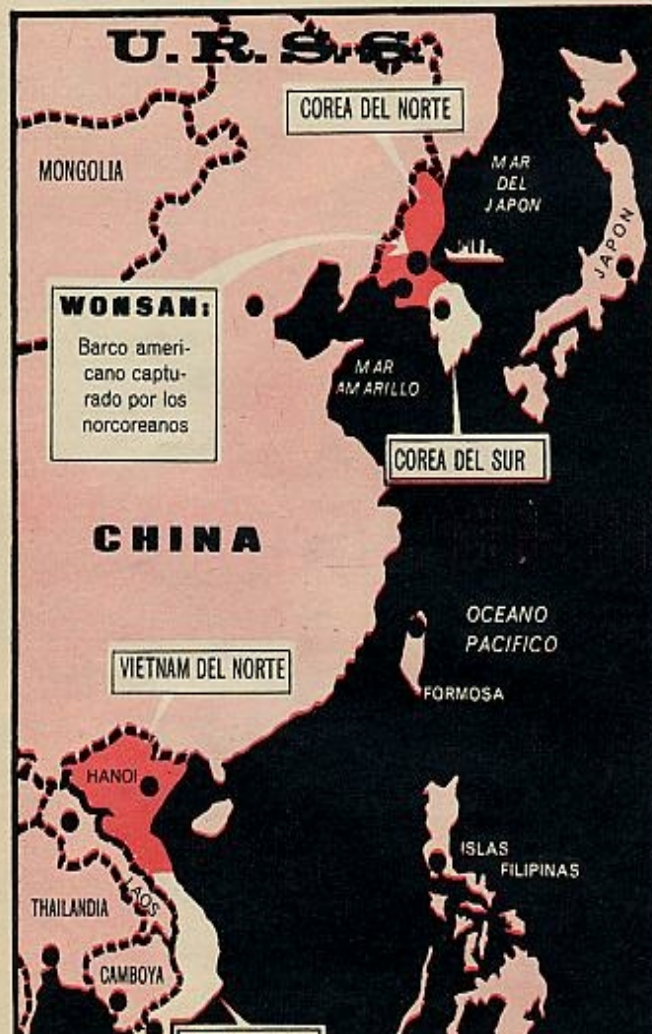 U.R.S.S.
COREA DEL NORTE
MONGOLIA
MAR
DEL
JAPON
JAPON
WONSAN:
Barco ameri-
cano captu-
rado por los
norcoreanos
MAR
AMARILLO
COREA DEL SUR
CHINA
OCEANO
PACIFICO
VIETNAM DEL NORTE
FORMOSA
HANOI
ISLAS
FILIPINAS
LAOS
THAILANDIA
CAMBOYA